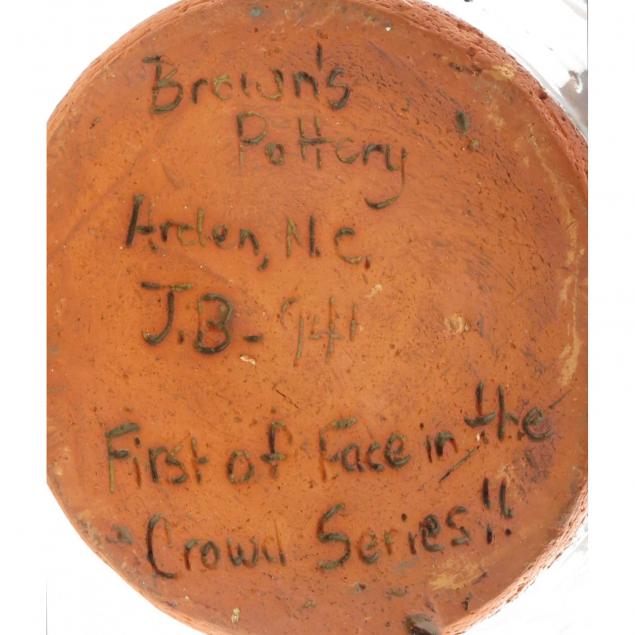 Brown's
Pottery
Arden, N.C.
J.B-
First of Face in the
Crowd Series!!